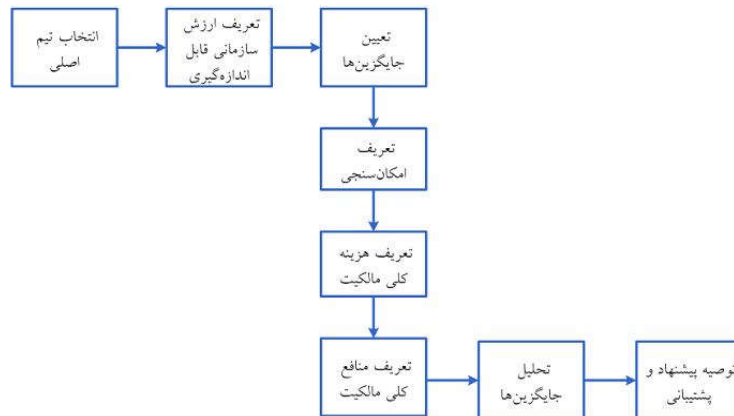 انتخاب تیم
اصلی
تعریف ارزش
سازمانی قابل
اندازه‌گیری
تعیین
جایگزین‌ها
تعریف
امکان‌سنجی
تعریف هزینه
کلی مالکیت
تعریف منافع
کلی مالکیت
تحلیل
جایگزین‌ها
توصیه پیشنهاد و
پشتیبانی